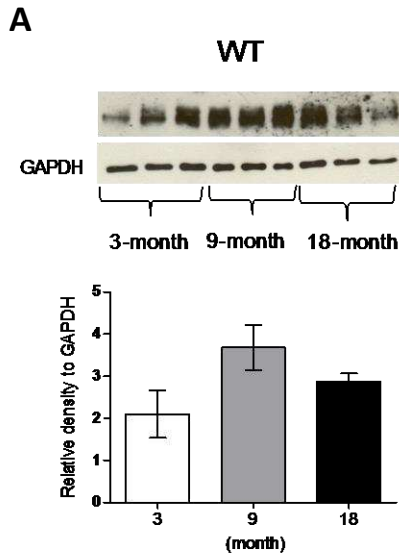 A
WT
GAPDH
3-month 9-month 18-month
Relative density to GAPDH
5
4
3
2
1
0
3 9 18
(month)